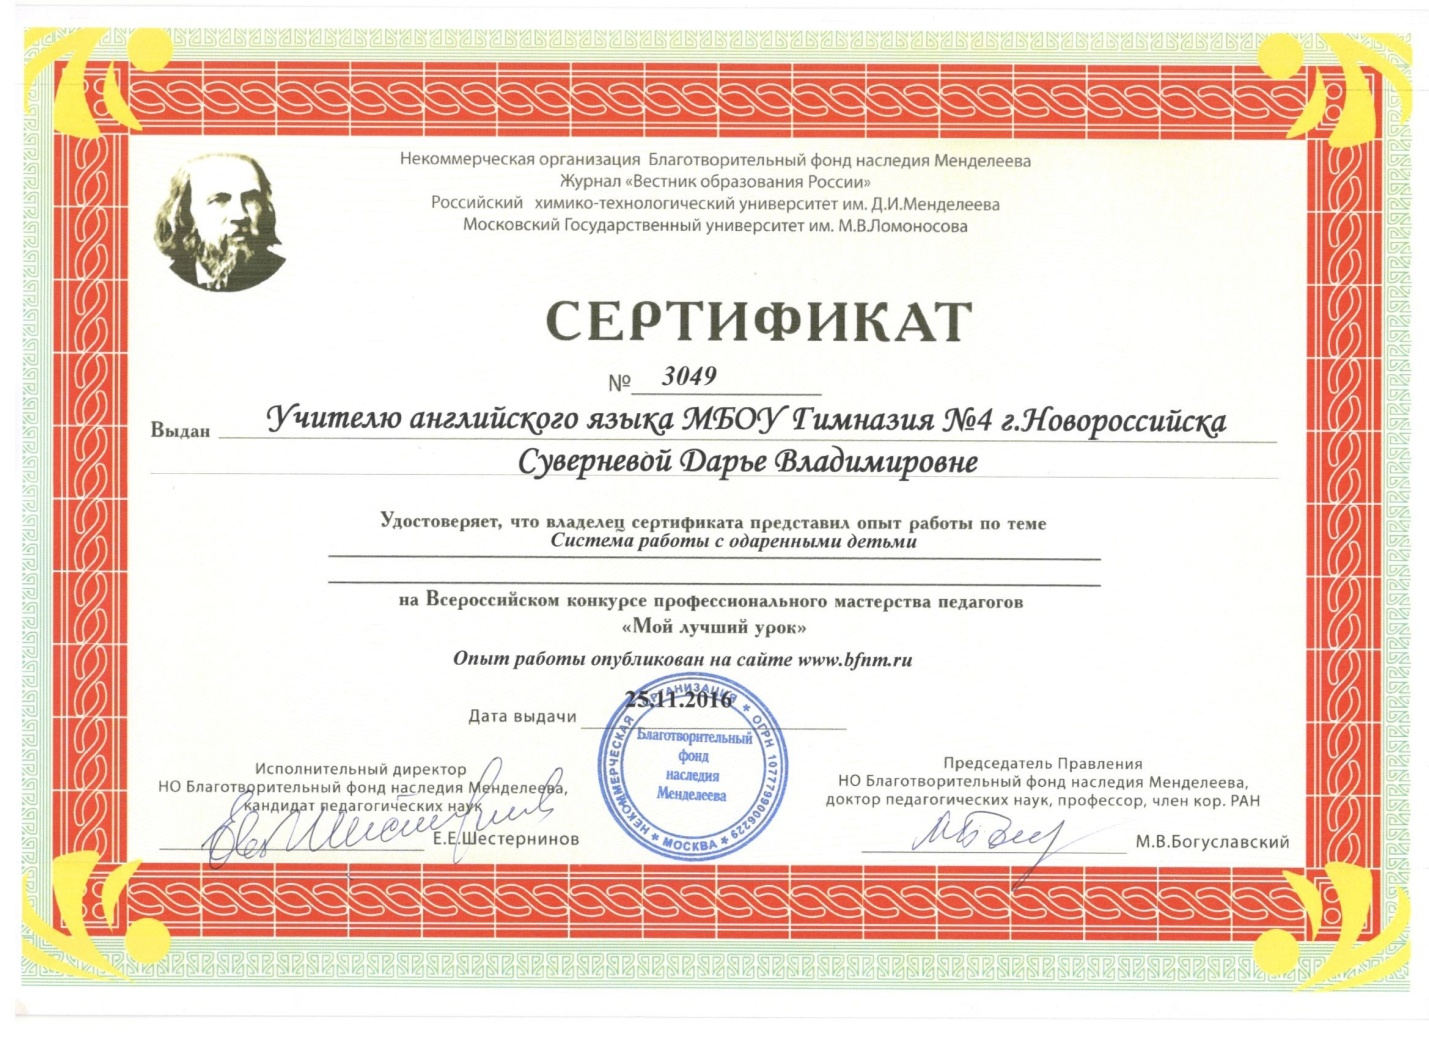 Некоммерческая организация Благотворительный фонд наследия Менделеева
Журнал «Вестник образования России»
Российский химико-технологический университет им. Д.И.Менделеева
Московский Государственный университет им. М.В.Ломоносова
СЕРТИФИКАТ
№ 3049
Выдан Учителю английского языка МБОУ Гимназия №4 г.Новороссийска
Суверневой Дарье Владимировне
Удостоверяет, что владелец сертификата представил опыт работы по теме
Система работы с одаренными детьми
на Всероссийском конкурсе профессионального мастерства педагогов
«Мой лучший урок»
Опыт работы опубликован на сайте www.bfnm.ru
Дата выдачи 25.11.2016
НЕКОММЕРЧЕСКАЯ ОРГАНИЗАЦИЯ * ОГРН 1077799006229 * МОСКВА *
Благотворительный
фонд
наследия
Менделеева
Исполнительный директор
НО Благотворительный фонд наследия Менделеева,
кандидат педагогических наук
Е.Е.Шестернинов
Председатель Правления
НО Благотворительный фонд наследия Менделеева,
доктор педагогических наук, профессор, член кор. РАН
М.В.Богуславский